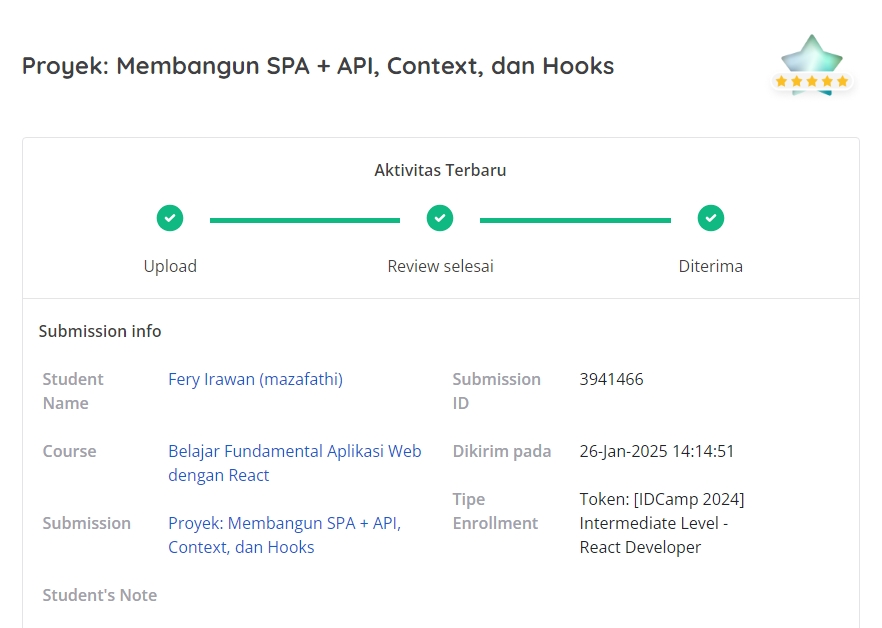 Proyek: Membangun SPA + API, Context, dan Hooks
Aktivitas Terbaru
Upload
Review selesai
Diterima
Submission info
Student Name
Fery Irawan (mazafathi)
Submission ID
3941466
Course
Belajar Fundamental Aplikasi Web
dengan React
Dikirim pada
26-Jan-2025 14:14:51
Submission
Proyek: Membangun SPA + API,
Context, dan Hooks
Tipe
Enrollment
Token: [IDCamp 2024]
Intermediate Level -
React Developer
Student's Note